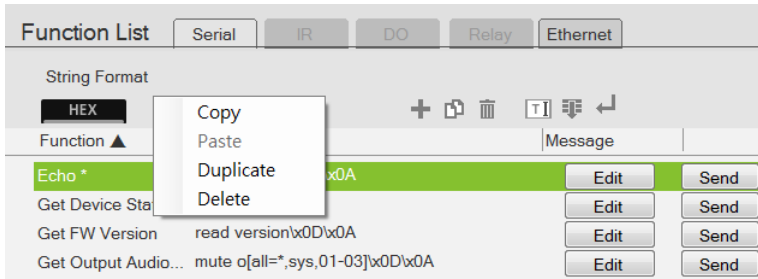 Function List Serial IR DO Relay Ethernet
String Format
HEX
Copy
Function ▲ Paste Message
Echo * Duplicate \x0A Edit Send
Get Device Sta Delete Edit Send
Get FW Version read version\x0D\x0A Edit Send
Get Output Audio... mute o[all=*,sys,01-03]\x0D\x0A Edit Send